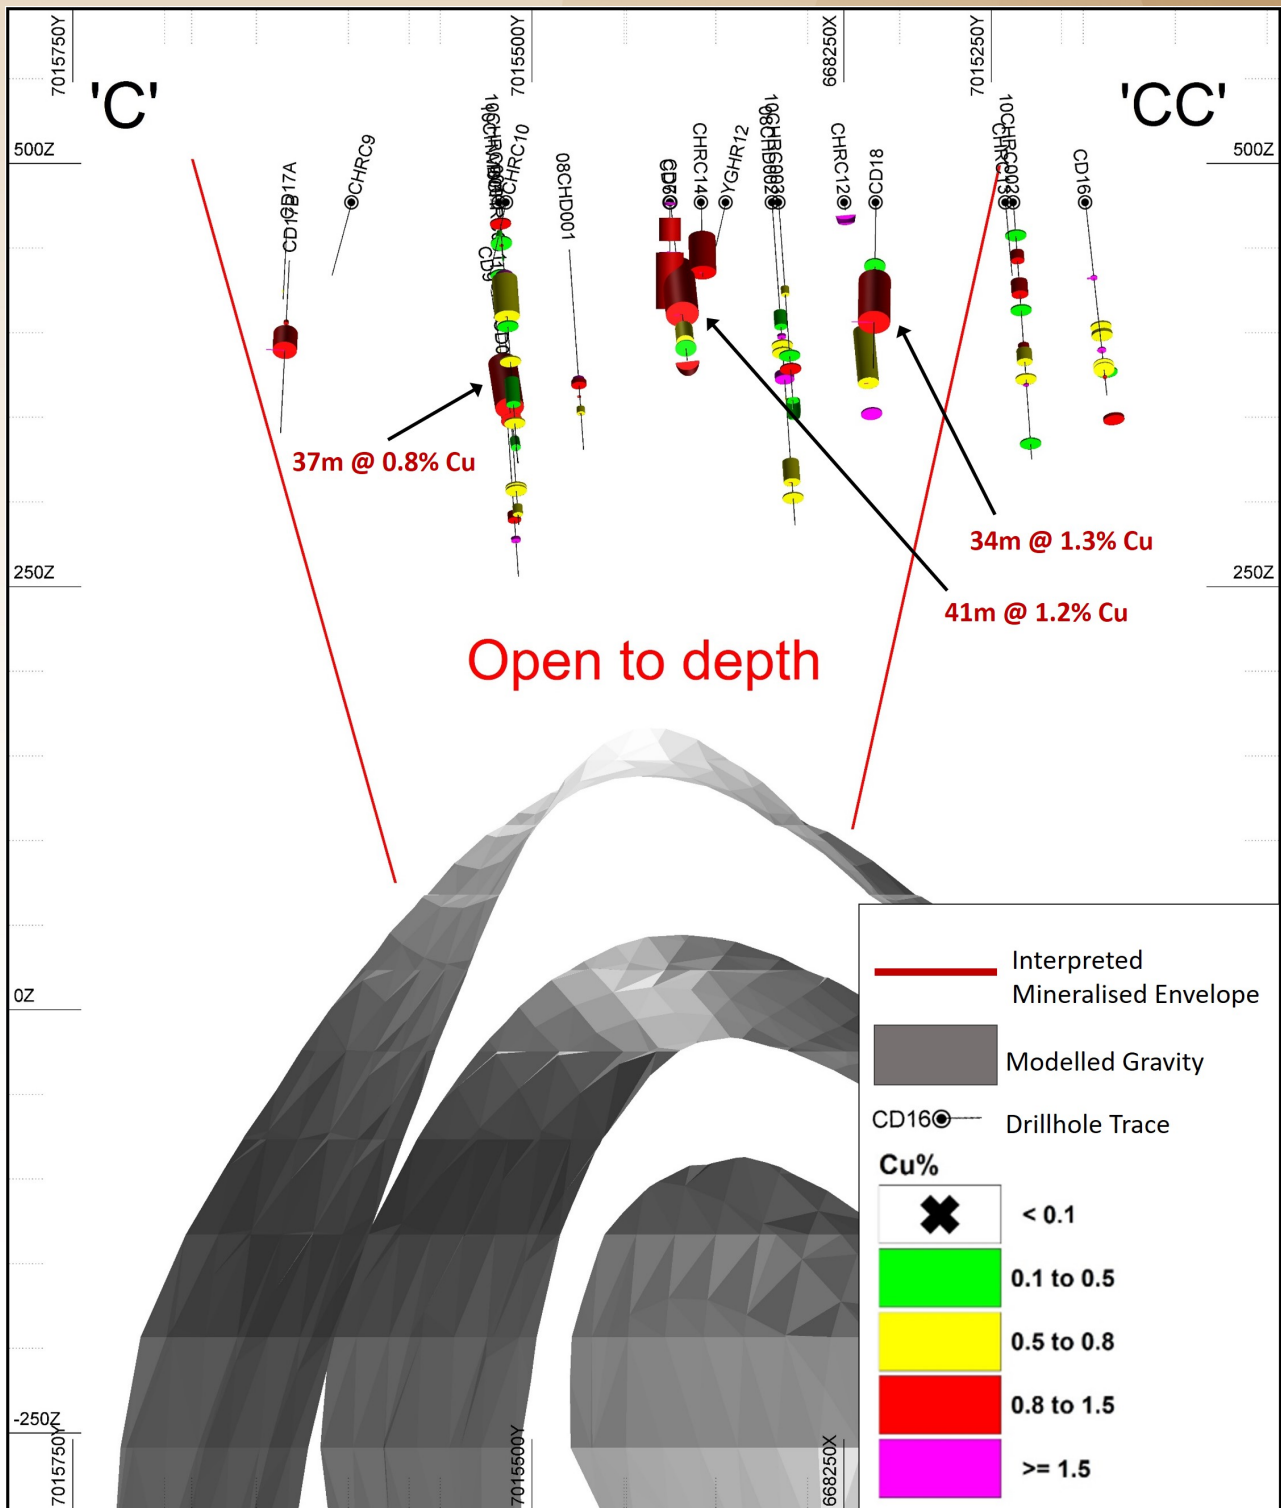 7015750Y
7015500Y
668250X
7015250Y
'C'
'CC'
500Z
500Z
CD17A
CHRC9
CHRC10
08CHD001
CHRC14
YGHR12
CHRC12
CD18
CD16
CD9
37m @ 0.8% Cu
34m @ 1.3% Cu
250Z
250Z
41m @ 1.2% Cu
Open to depth
0Z
Interpreted
Mineralised Envelope
Modelled Gravity
CD16
Drillhole Trace
Cu%
< 0.1
0.1 to 0.5
0.5 to 0.8
0.8 to 1.5
>= 1.5
-250Z
7015750Y
7015500Y
668250X